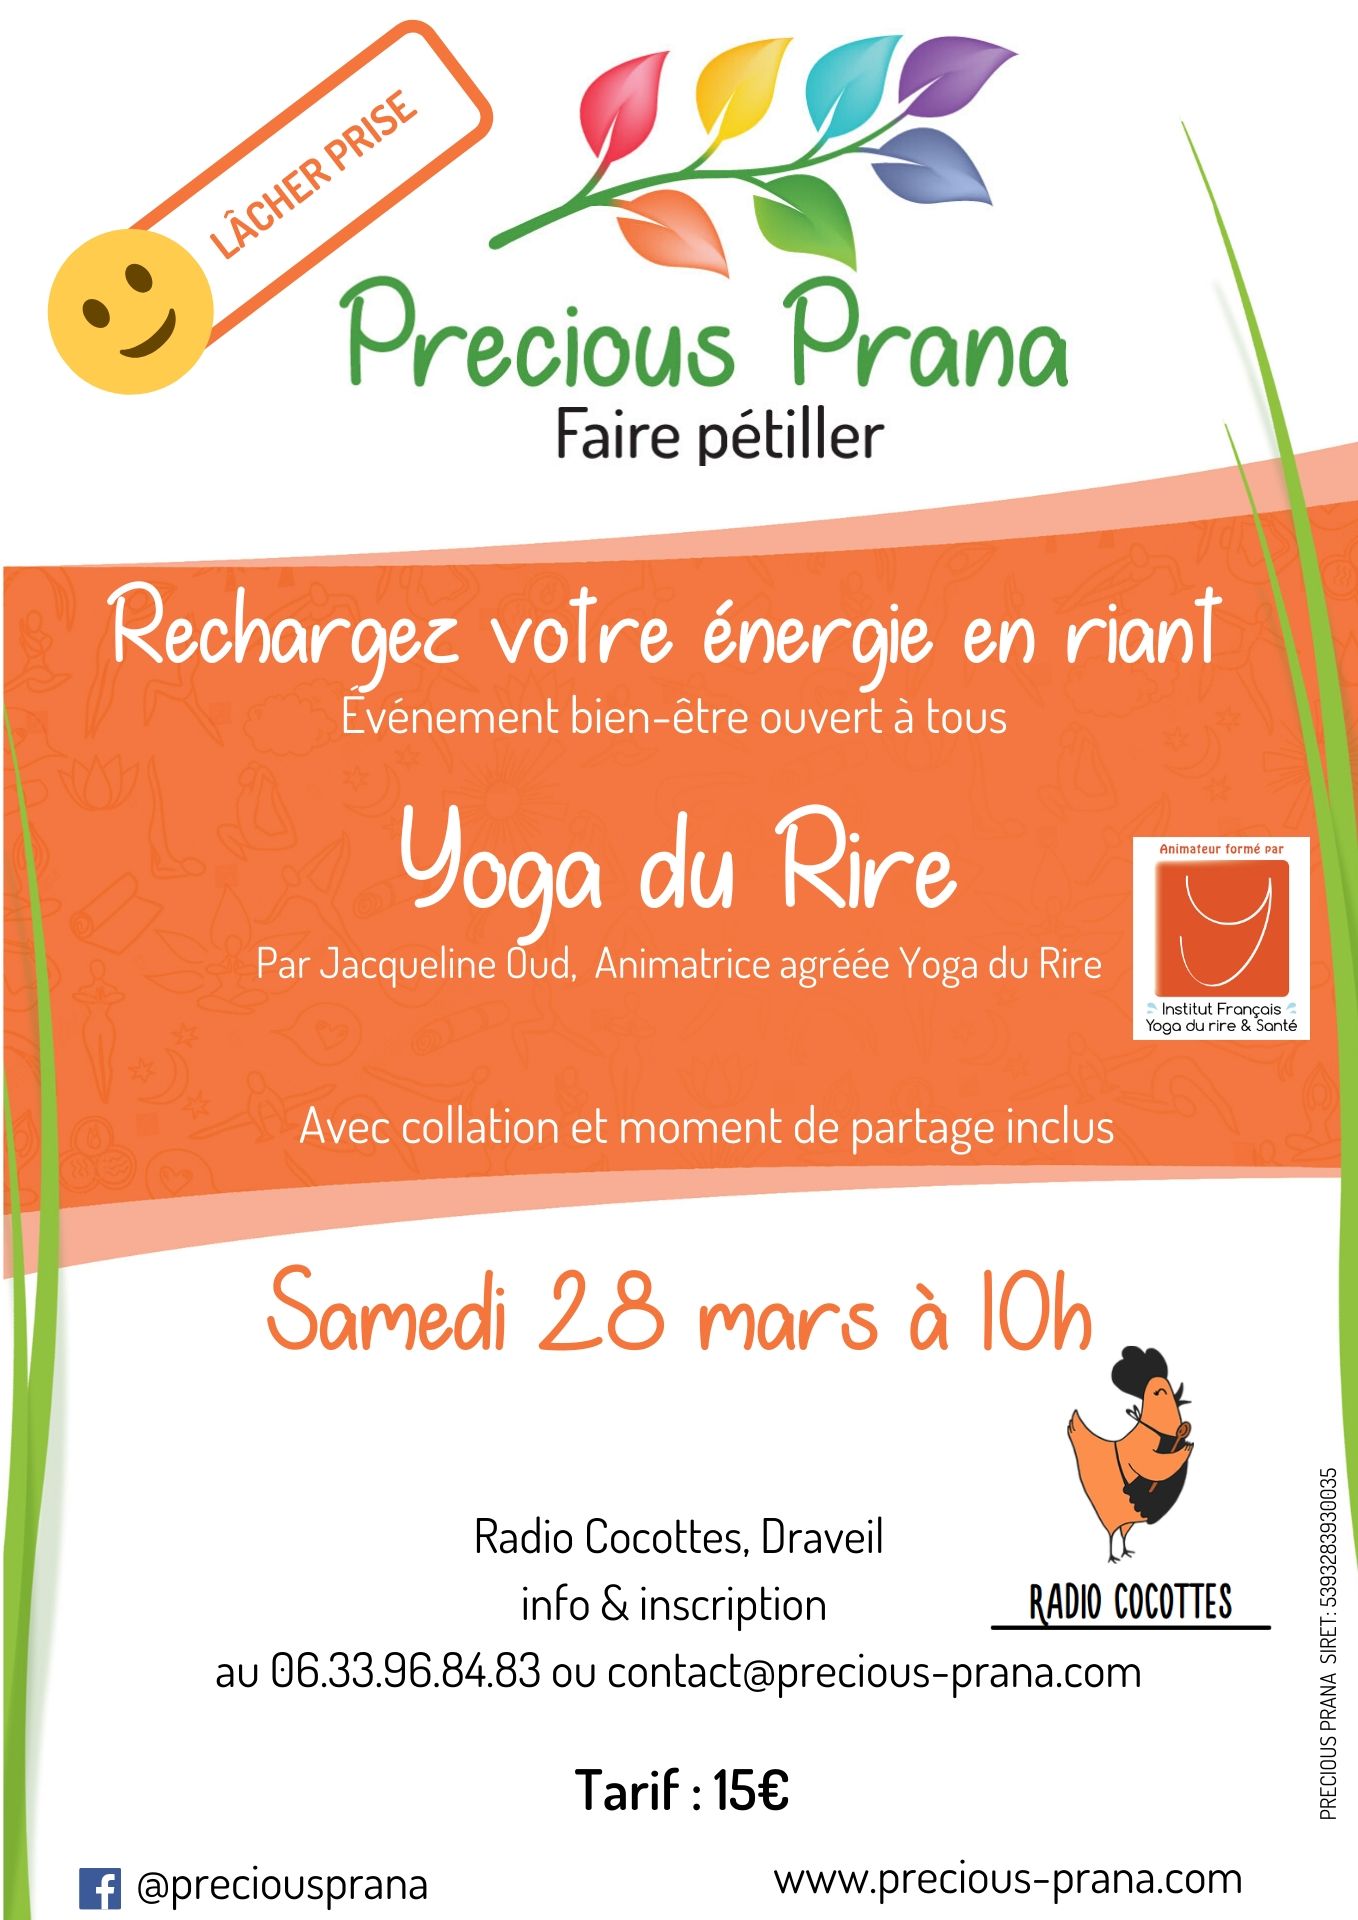 LÂCHER PRISE
Precious Prana
Faire pétiller
Rechargez votre énergie en riant
Événement bien-être ouvert à tous
Yoga du Rire
Par Jacqueline Oud, Animatrice agréée Yoga du Rire
Animateur formé par
Institut Français
Yoga du rire & Santé
Avec collation et moment de partage inclus
Samedi 28 mars à 10h
Radio Cocottes, Draveil
info & inscription
au 06.33.96.84.83 ou contact@precious-prana.com
RADIO COCOTTES
Tarif : 15€
@preciousprana
www.precious-prana.com
PRECIOUS PRANA SIRET: 53932839300035